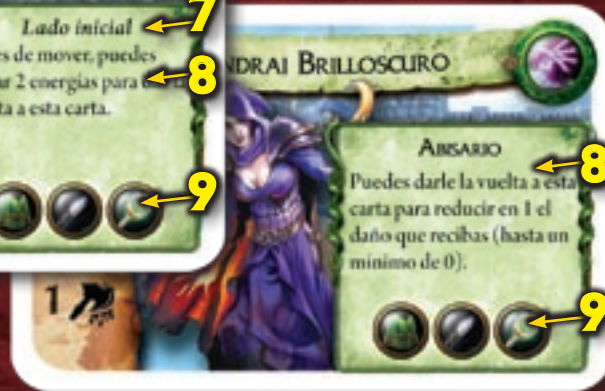 7
Lado inicial
es de mover, puedes
ar 2 energías para
8
ta a esta carta.
9
NDRAI BRILLOSCURO
ABISARIO
8
Puedes darle la vuelta a esta
carta para reducir en 1 el
daño que recibas (hasta un
mínimo de 0).
9
1